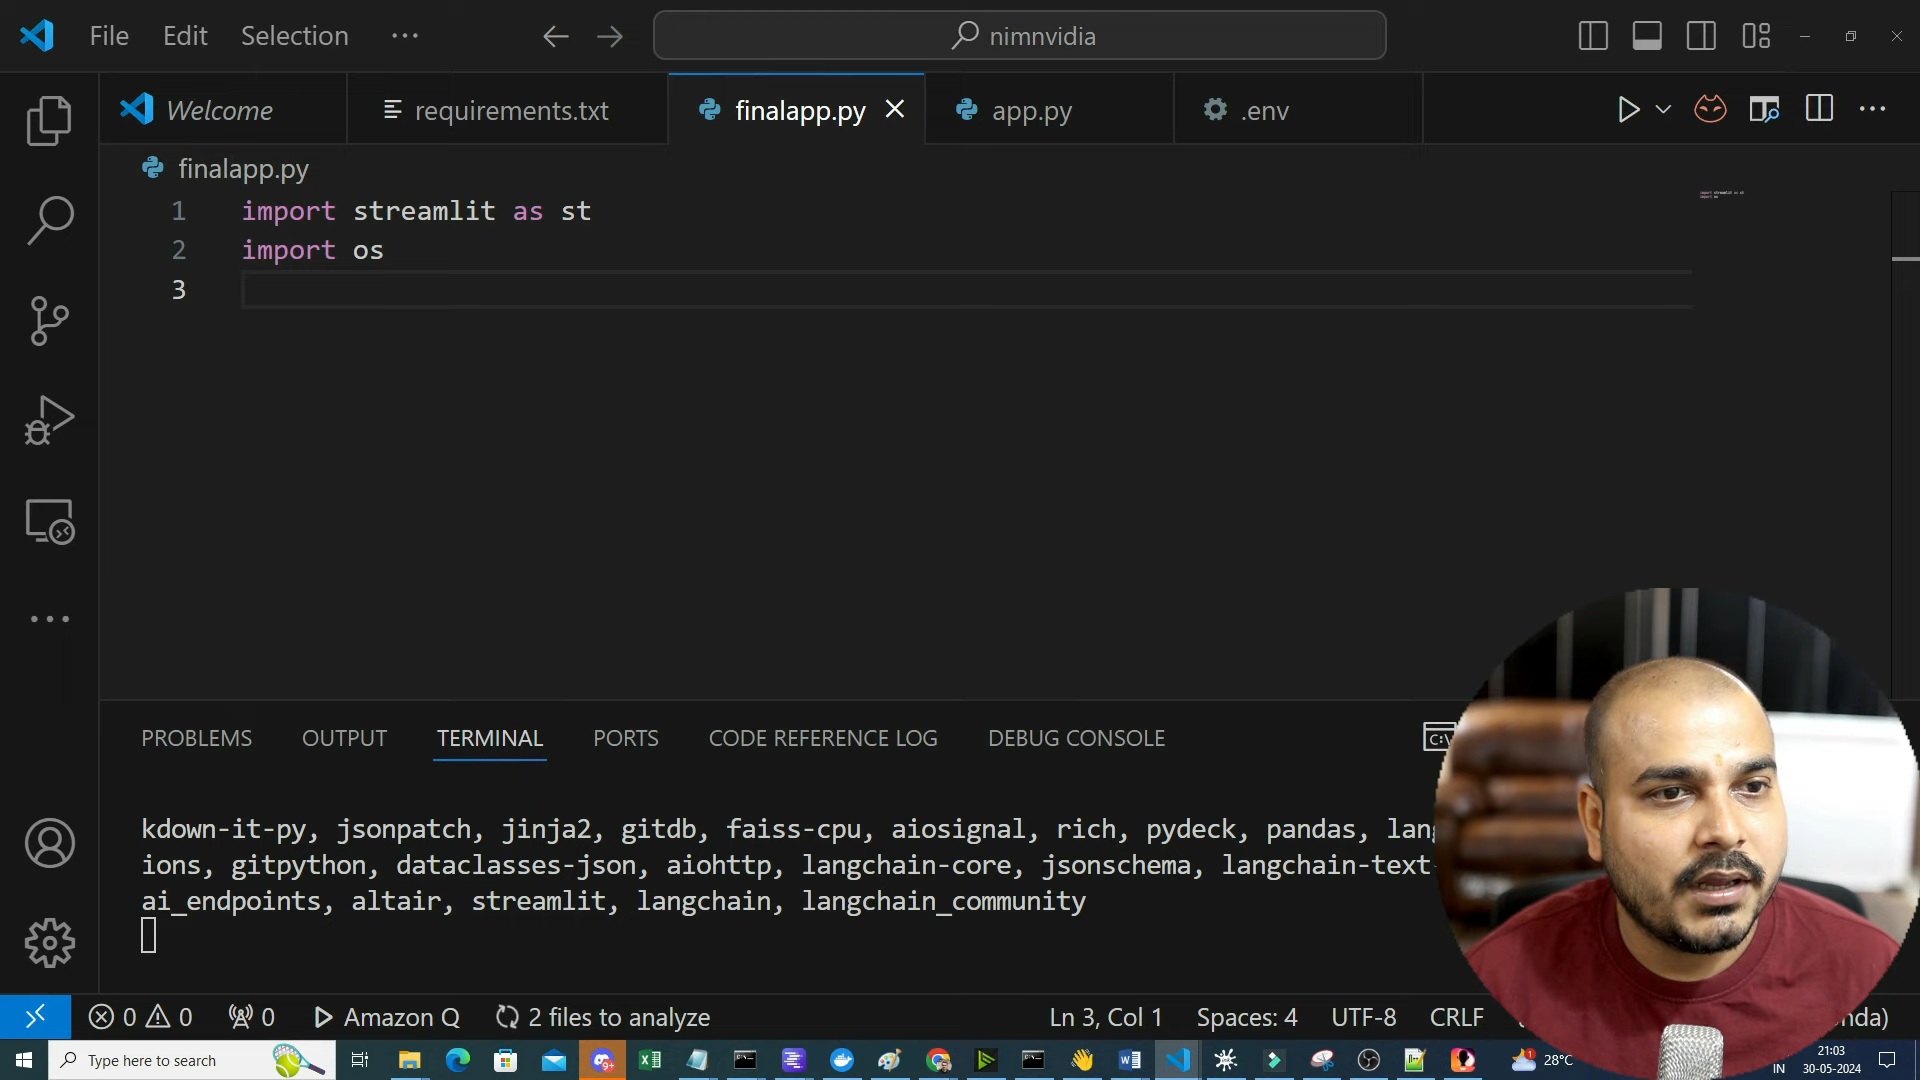 File Edit Selection ··· nimnvidia
Welcome requirements.txt finalapp.py app.py .env
finalapp.py
1 import streamlit as st
2 import os
3
PROBLEMS OUTPUT TERMINAL PORTS CODE REFERENCE LOG DEBUG CONSOLE
kdown-it-py, jsonpatch, jinja2, gitdb, faiss-cpu, aiosignal, rich, pydeck, pandas,
ions, gitpython, dataclasses-json, aiohttp, langchain-core, jsonschema, langchain-text-
ai_endpoints, altair, streamlit, langchain, langchain_community
0 0 0 Amazon Q 2 files to analyze Ln 3, Col 1 Spaces: 4 UTF-8 CRLF
Type here to search 28°C IN 21:03
30-05-2024